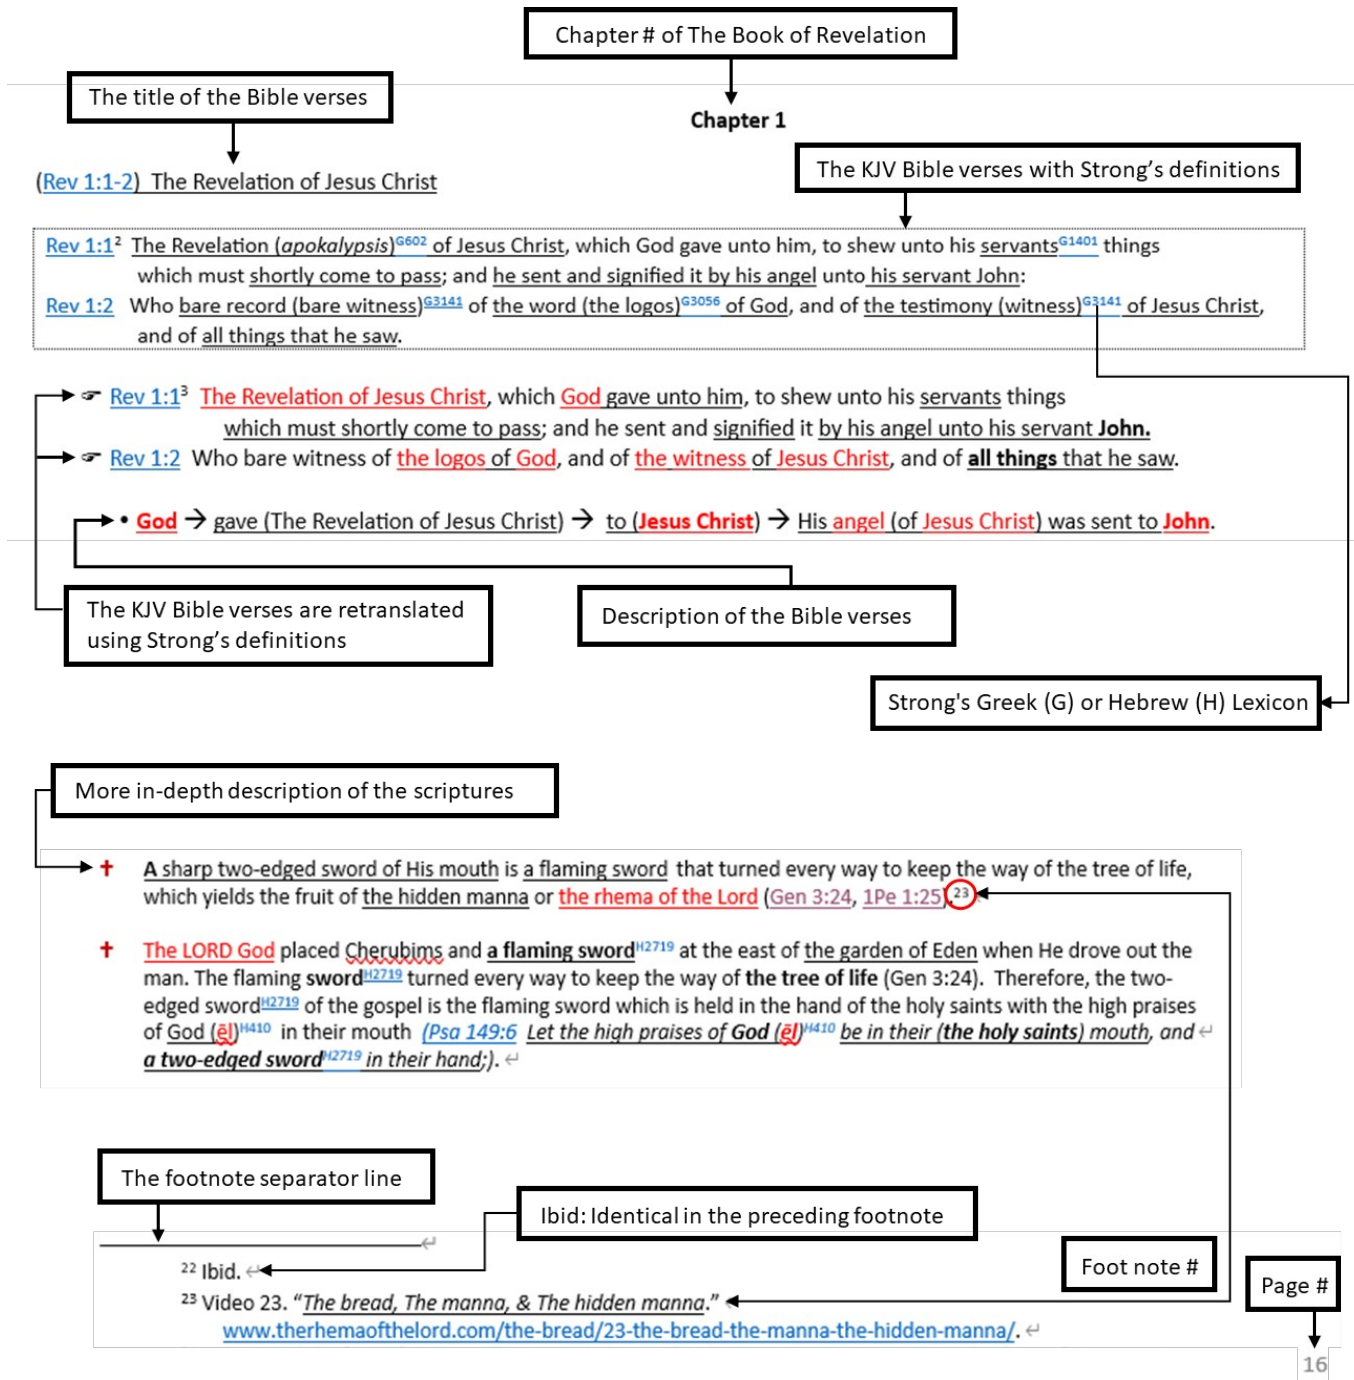 Chapter # of The Book of Revelation
The title of the Bible verses
Chapter 1
The KJV Bible verses with Strong's definitions
(Rev 1:1-2)  The Revelation of Jesus Christ
Rev 1:1² The Revelation (apokalypsis)G602 of Jesus Christ, which God gave unto him, to shew unto his servantsG1401 things
which must shortly come to pass; and he sent and signified it by his angel unto his servant John:
Rev 1:2 Who bare record (bare witness)G3141 of the word (the logos)G3056 of God, and of the testimony (witness)G3141 of Jesus Christ,
and of all things that he saw.
☞ Rev 1:1³ The Revelation of Jesus Christ, which God gave unto him, to shew unto his servants things
which must shortly come to pass; and he sent and signified it by his angel unto his servant John.
☞ Rev 1:2 Who bare witness of the logos of God, and of the witness of Jesus Christ, and of all things that he saw.
• God → gave (The Revelation of Jesus Christ) → to (Jesus Christ) → His angel (of Jesus Christ) was sent to John.
The KJV Bible verses are retranslated
using Strong's definitions
Description of the Bible verses
Strong's Greek (G) or Hebrew (H) Lexicon
More in-depth description of the scriptures
✝ A sharp two-edged sword of His mouth is a flaming sword that turned every way to keep the way of the tree of life,
which yields the fruit of the hidden manna or the rhema of the Lord (Gen 3:24, 1Pe 1:25).²³
✝ The LORD God placed Cherubims and a flaming swordH2719 at the east of the garden of Eden when He drove out the
man. The flaming swordH2719 turned every way to keep the way of the tree of life (Gen 3:24). Therefore, the two-
edged swordH2719 of the gospel is the flaming sword which is held in the hand of the holy saints with the high praises
of God (ēl)H410 in their mouth (Psa 149:6 Let the high praises of God (ēl)H410 be in their (the holy saints) mouth, and ↵
a two-edged swordH2719 in their hand;). ↵
The footnote separator line
Ibid: Identical in the preceding footnote
Foot note #
Page #
²² Ibid. ↵
²³ Video 23. "The bread, The manna, & The hidden manna."
www.therhemaofthelord.com/the-bread/23-the-bread-the-manna-the-hidden-manna/. ↵
16